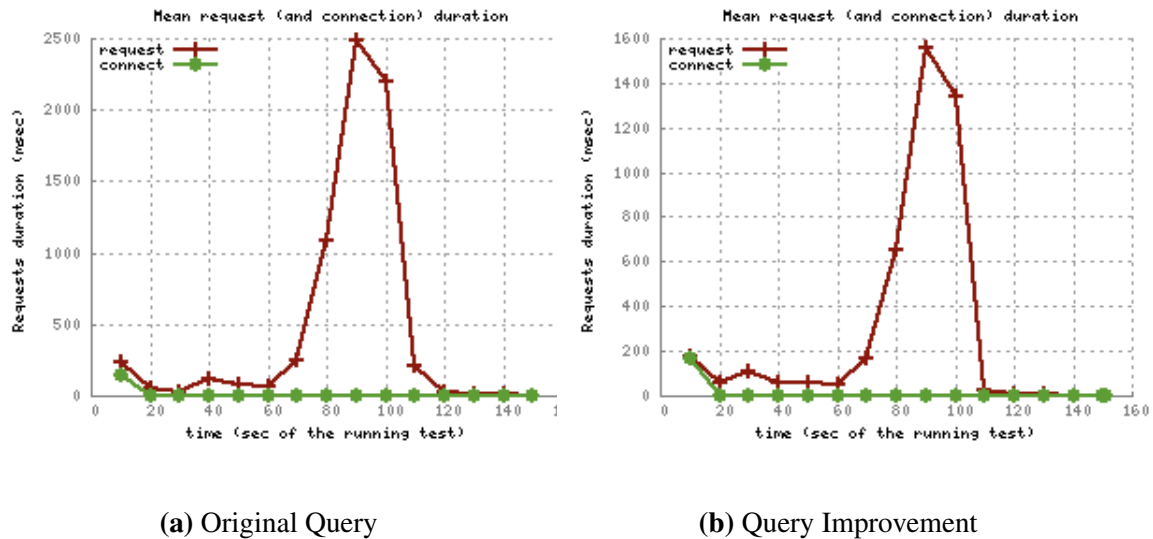 Mean request (and connection) duration
request
connect
2500
2000
1500
1000
500
0
Requests duration (msec)
0 20 40 60 80 100 120 140 1
time (sec of the running test)
(a) Original Query
Mean request (and connection) duration
request
connect
1600
1400
1200
1000
800
600
400
200
0
Requests duration (msec)
0 20 40 60 80 100 120 140 160
time (sec of the running test)
(b) Query Improvement